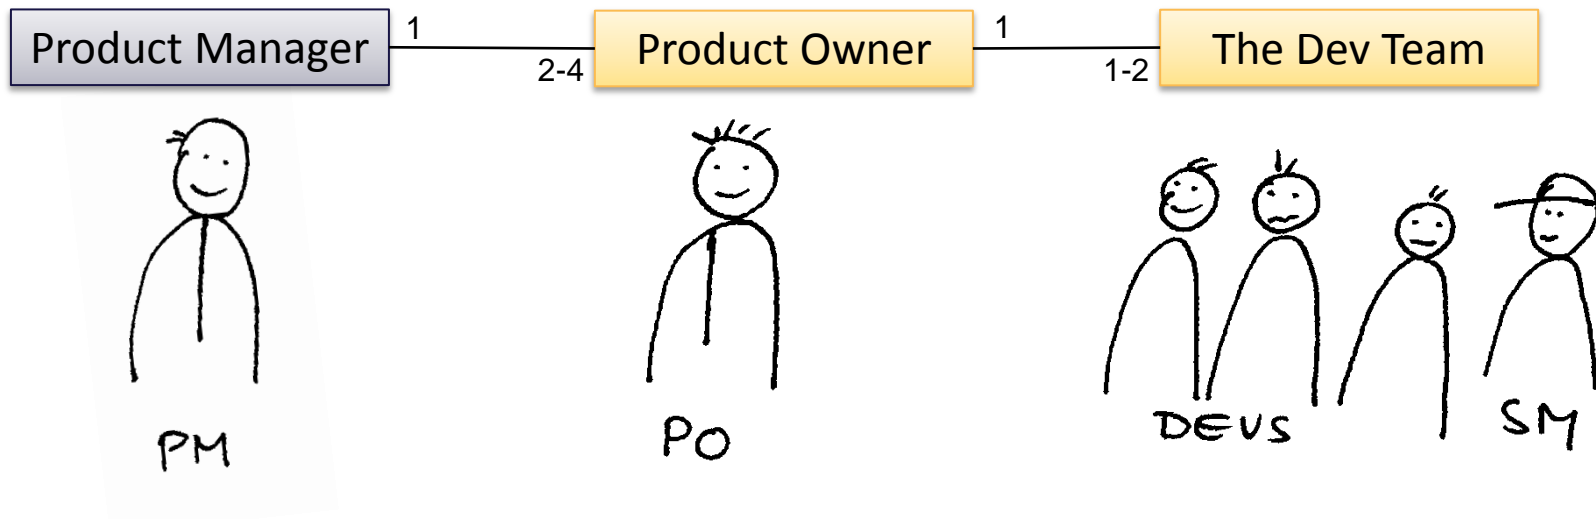 Product Manager
1
2-4
Product Owner
1
1-2
The Dev Team
PM
PO
DEVS
SM